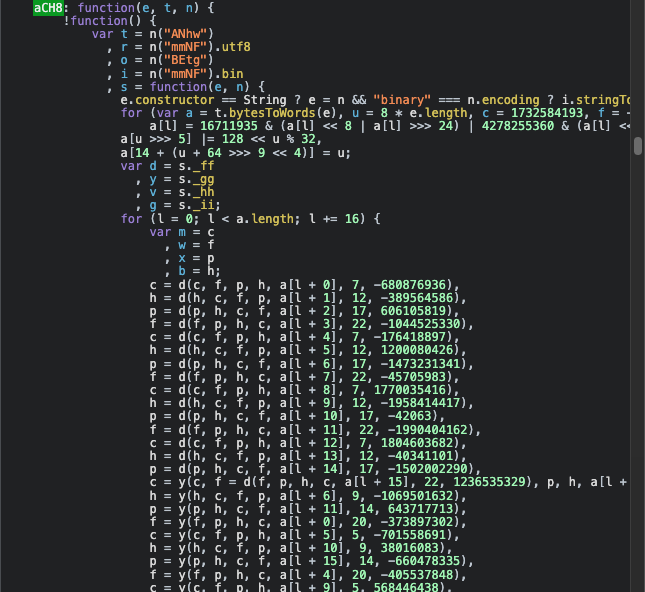 aCH8: function(e, t, n) {
!function() {
var t = n("ANhw")
, r = n("mmNF").utf8
, o = n("BEtg")
, i = n("mmNF").bin
, s = function(e, n) {
e.constructor == String ? e = n && "binary" === n.encoding ? i.stringTo
for (var a = t.bytesToWords(e), u = 8 * e.length, c = 1732584193, f = -
a[l] = 16711935 & (a[l] << 8 | a[l] >>> 24) | 4278255360 & (a[l] <<
a[u >>> 5] |= 128 << u % 32,
a[14 + (u + 64 >>> 9 << 4)] = u;
var d = s._ff
, y = s._gg
, v = s._hh
, g = s._ii;
for (l = 0; l < a.length; l += 16) {
var m = c
, w = f
, x = p
, b = h;
c = d(c, f, p, h, a[l + 0], 7, -680876936),
h = d(h, c, f, p, a[l + 1], 12, -389564586),
p = d(p, h, c, f, a[l + 2], 17, 606105819),
f = d(f, p, h, c, a[l + 3], 22, -1044525330),
c = d(c, f, p, h, a[l + 4], 7, -176418897),
h = d(h, c, f, p, a[l + 5], 12, 1200080426),
p = d(p, h, c, f, a[l + 6], 17, -1473231341),
f = d(f, p, h, c, a[l + 7], 22, -45705983),
c = d(c, f, p, h, a[l + 8], 7, 1770035416),
h = d(h, c, f, p, a[l + 9], 12, -1958414417),
p = d(p, h, c, f, a[l + 10], 17, -42063),
f = d(f, p, h, c, a[l + 11], 22, -1990404162),
c = d(c, f, p, h, a[l + 12], 7, 1804603682),
h = d(h, c, f, p, a[l + 13], 12, -40341101),
p = d(p, h, c, f, a[l + 14], 17, -1502002290),
c = y(c, f = d(f, p, h, c, a[l + 15], 22, 1236535329), p, h, a[l +
h = y(h, c, f, p, a[l + 6], 9, -1069501632),
p = y(p, h, c, f, a[l + 11], 14, 643717713),
f = y(f, p, h, c, a[l + 0], 20, -373897302),
c = y(c, f, p, h, a[l + 5], 5, -701558691),
h = y(h, c, f, p, a[l + 10], 9, 38016083),
p = y(p, h, c, f, a[l + 15], 14, -660478335),
f = y(f, p, h, c, a[l + 4], 20, -405537848),
c = y(c, f, p, h, a[l + 9], 5, 568446438),